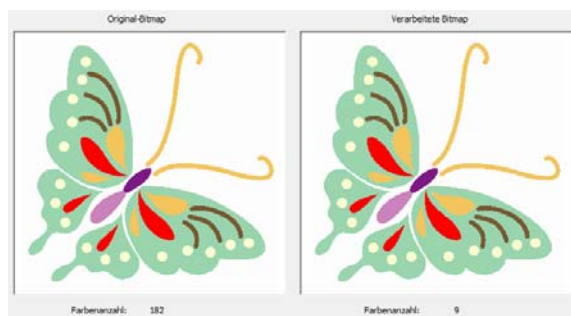 Original-Bitmap
Verarbeitete Bitmap
Farbenanzahl: 182
Farbenanzahl: 9